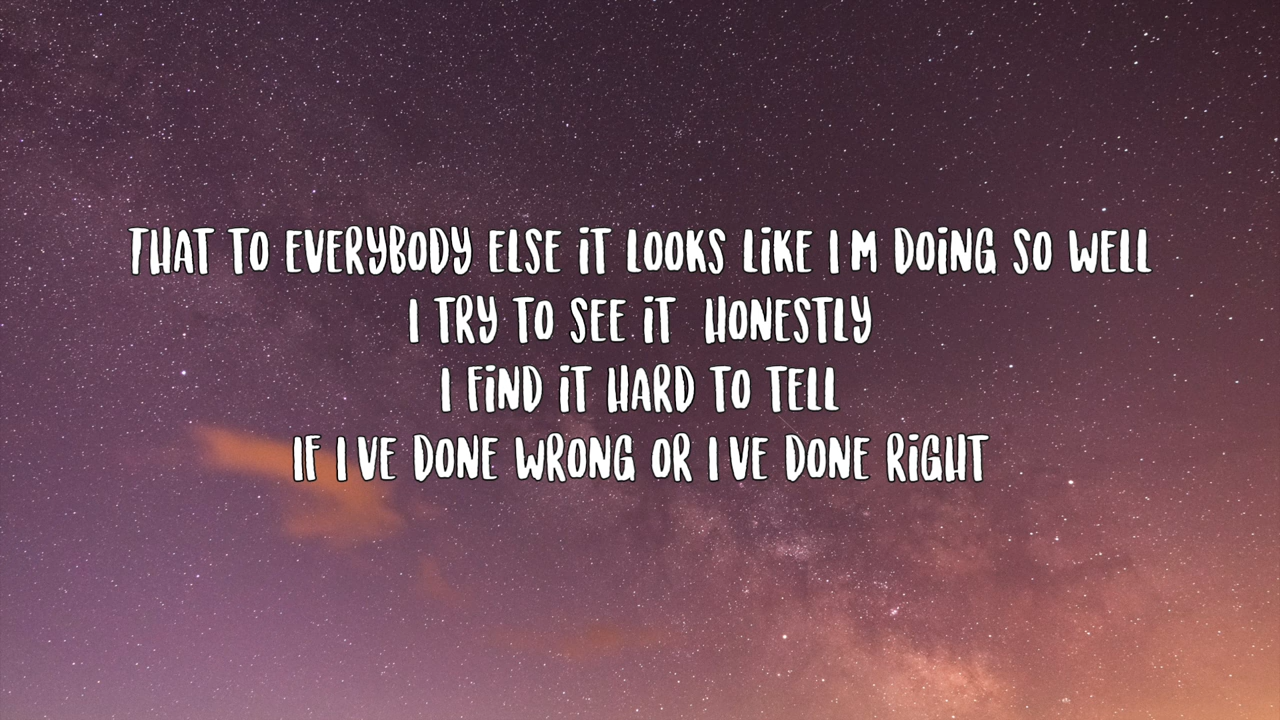 THAT TO EVERYBODY ELSE IT LOOKS LIKE I M DOING SO WELL
I TRY TO SEE IT  HONESTLY
I FIND IT HARD TO TELL
IF I VE DONE WRONG OR I VE DONE RIGHT